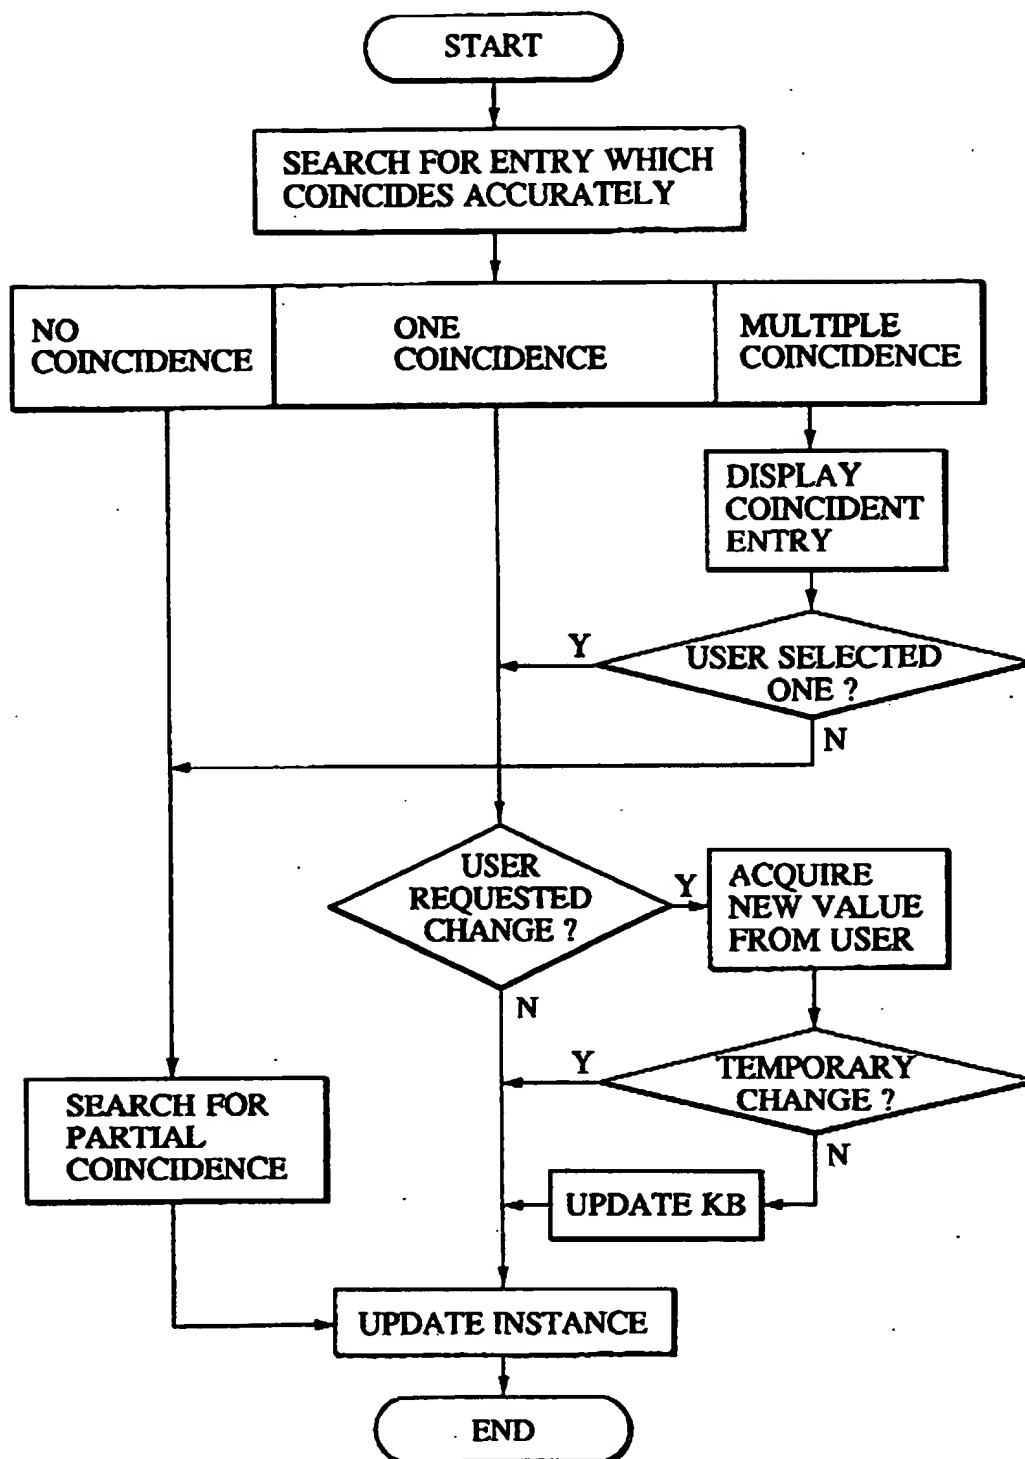 START
SEARCH FOR ENTRY WHICH
COINCIDES ACCURATELY
NO
COINCIDENCE
ONE
COINCIDENCE
MULTIPLE
COINCIDENCE
DISPLAY
COINCIDENT
ENTRY
Y
USER SELECTED
ONE ?
N
USER
REQUESTED
CHANGE ?
Y
ACQUIRE
NEW VALUE
FROM USER
N
Y
TEMPORARY
CHANGE ?
N
SEARCH FOR
PARTIAL
COINCIDENCE
UPDATE KB
UPDATE INSTANCE
END